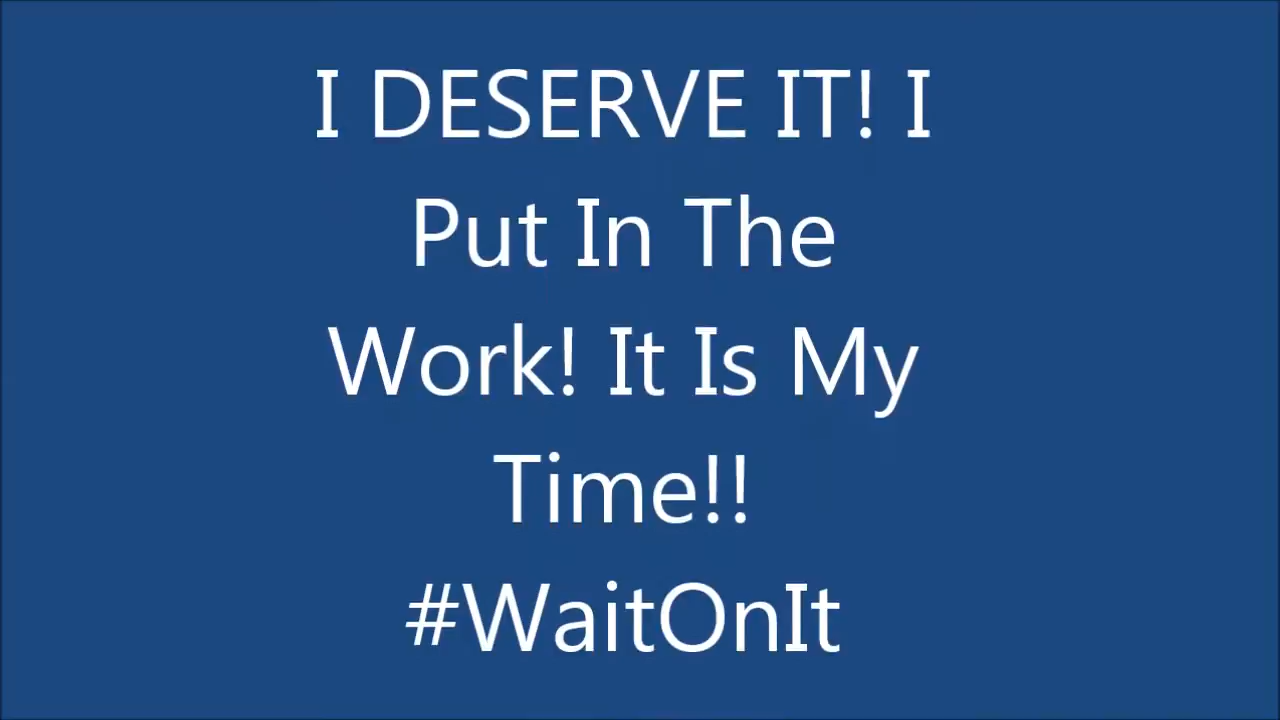 I DESERVE IT! I
Put In The
Work! It Is My
Time!!
#WaitOnIt